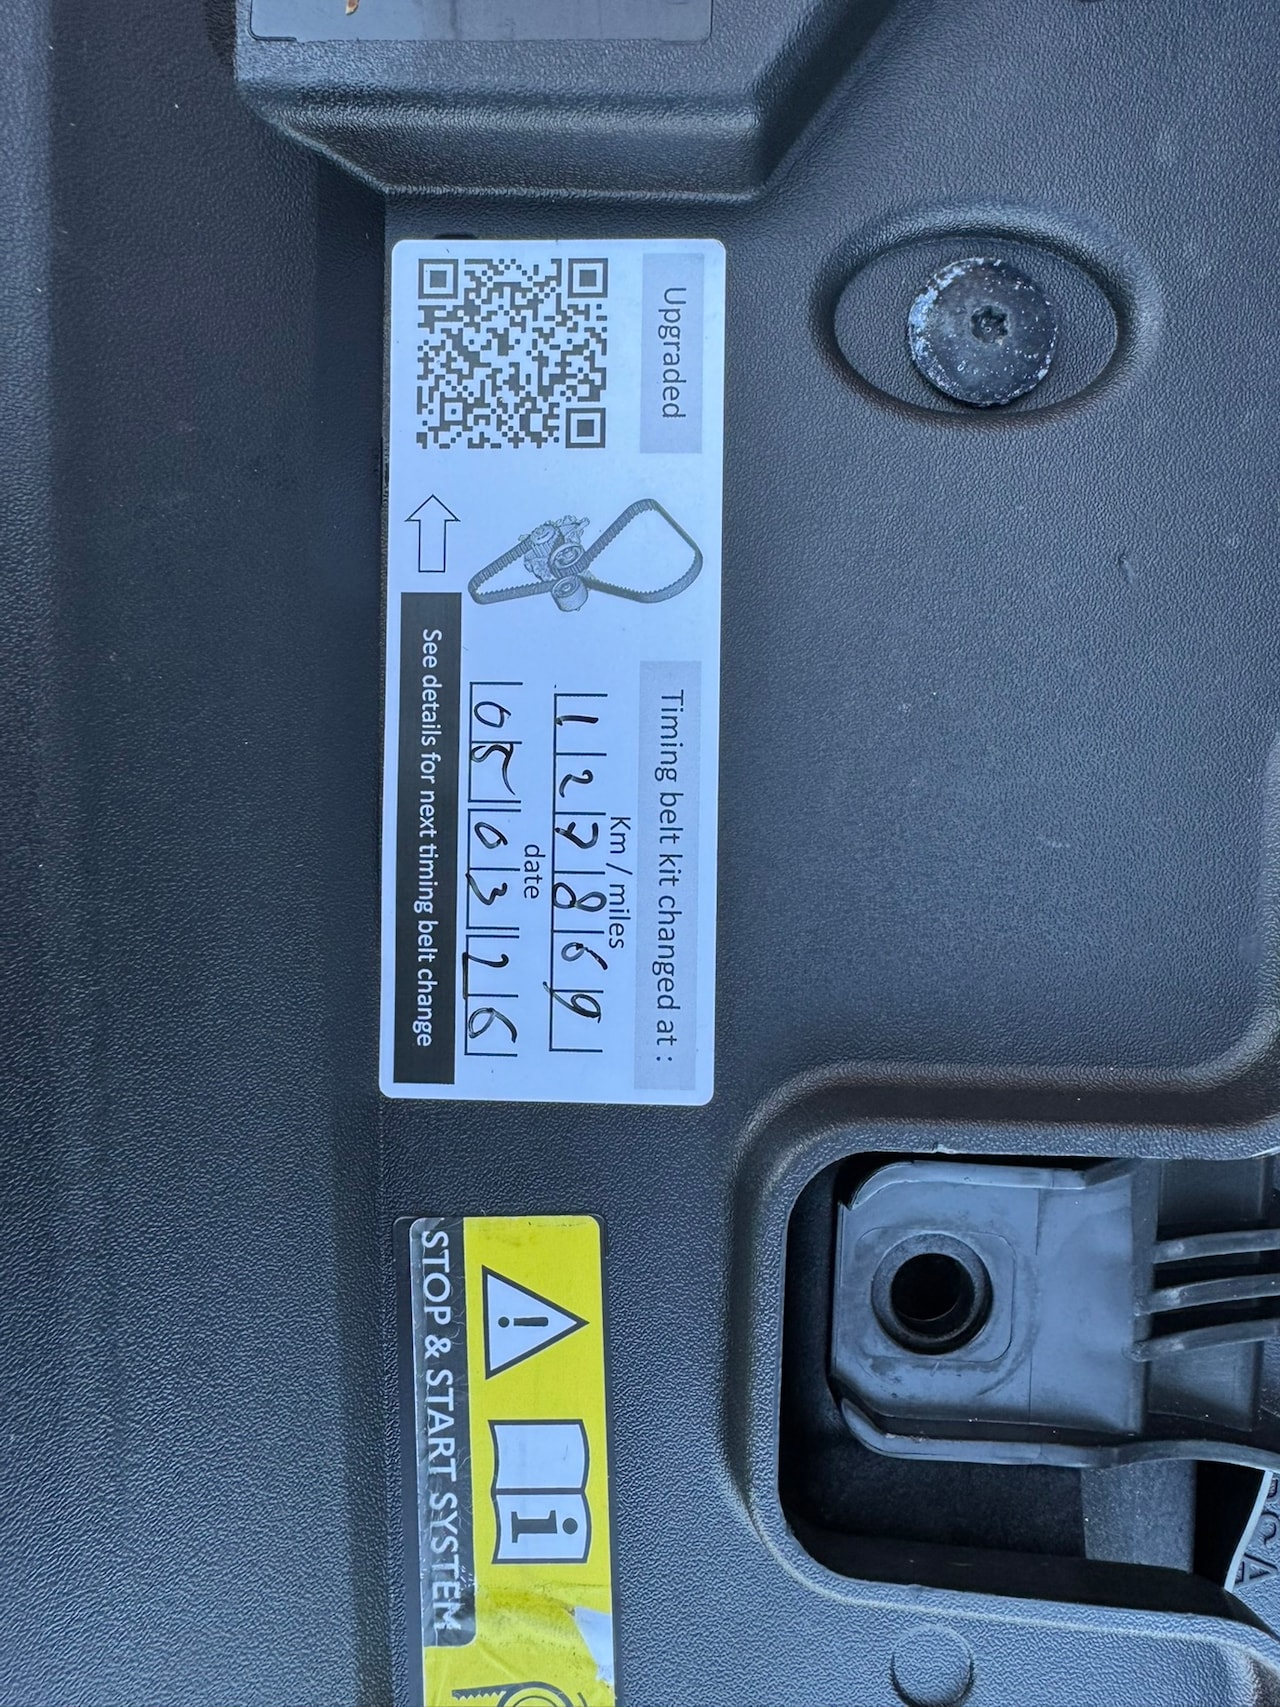 Upgraded
Timing belt kit changed at :
Km / miles
127869
date
050326
See details for next timing belt change
STOP & START SYSTEM